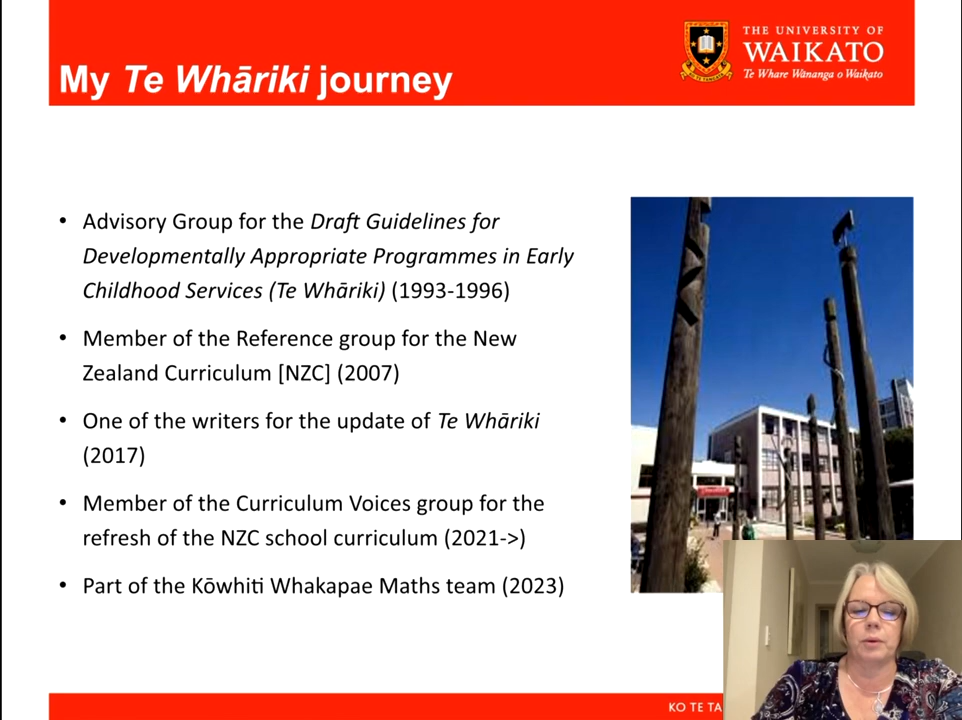 My Te Whāriki journey
THE UNIVERSITY OF
WAIKATO
Te Whare Wānanga o Waikato
• Advisory Group for the Draft Guidelines for
Developmentally Appropriate Programmes in Early
Childhood Services (Te Whāriki) (1993-1996)
• Member of the Reference group for the New
Zealand Curriculum [NZC] (2007)
• One of the writers for the update of Te Whāriki
(2017)
• Member of the Curriculum Voices group for the
refresh of the NZC school curriculum (2021->)
• Part of the Kōwhiti Whakapae Maths team (2023)
KO TE TA